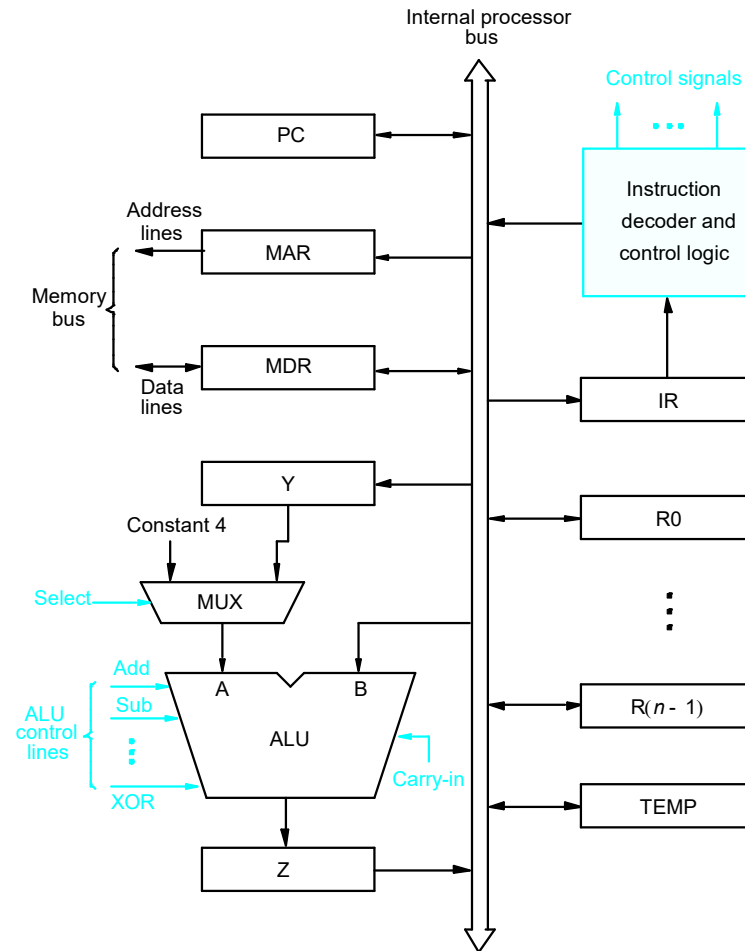 Internal processor
bus
Control signals
PC
Instruction
decoder and
control logic
Address
lines
MAR
Memory
bus
MDR
Data
lines
IR
Y
Constant 4
R0
Select
MUX
Add
A
B
R(n - 1)
Sub
ALU
control
lines
ALU
Carry-in
XOR
TEMP
Z